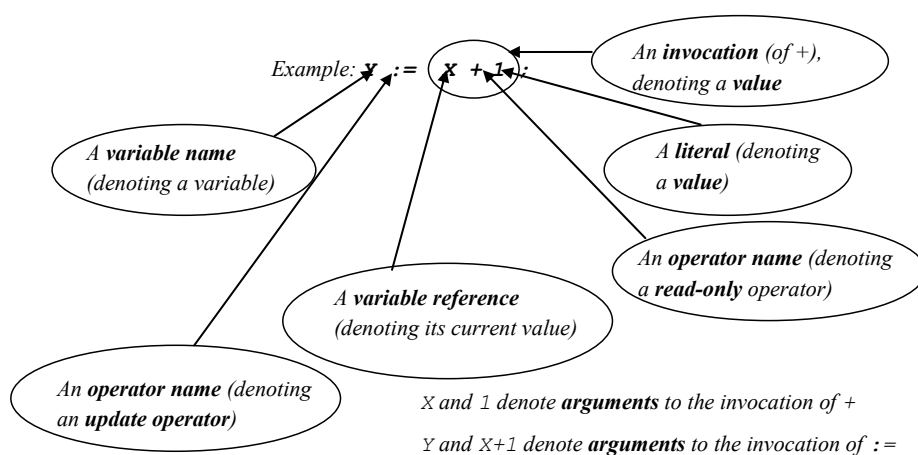 Example: Y := X + 1 ;
An invocation (of +),
denoting a value
A variable name
(denoting a variable)
A literal (denoting
a value)
An operator name (denoting
a read-only operator)
A variable reference
(denoting its current value)
An operator name (denoting
an update operator)
X and 1 denote arguments to the invocation of +
Y and X+1 denote arguments to the invocation of :=